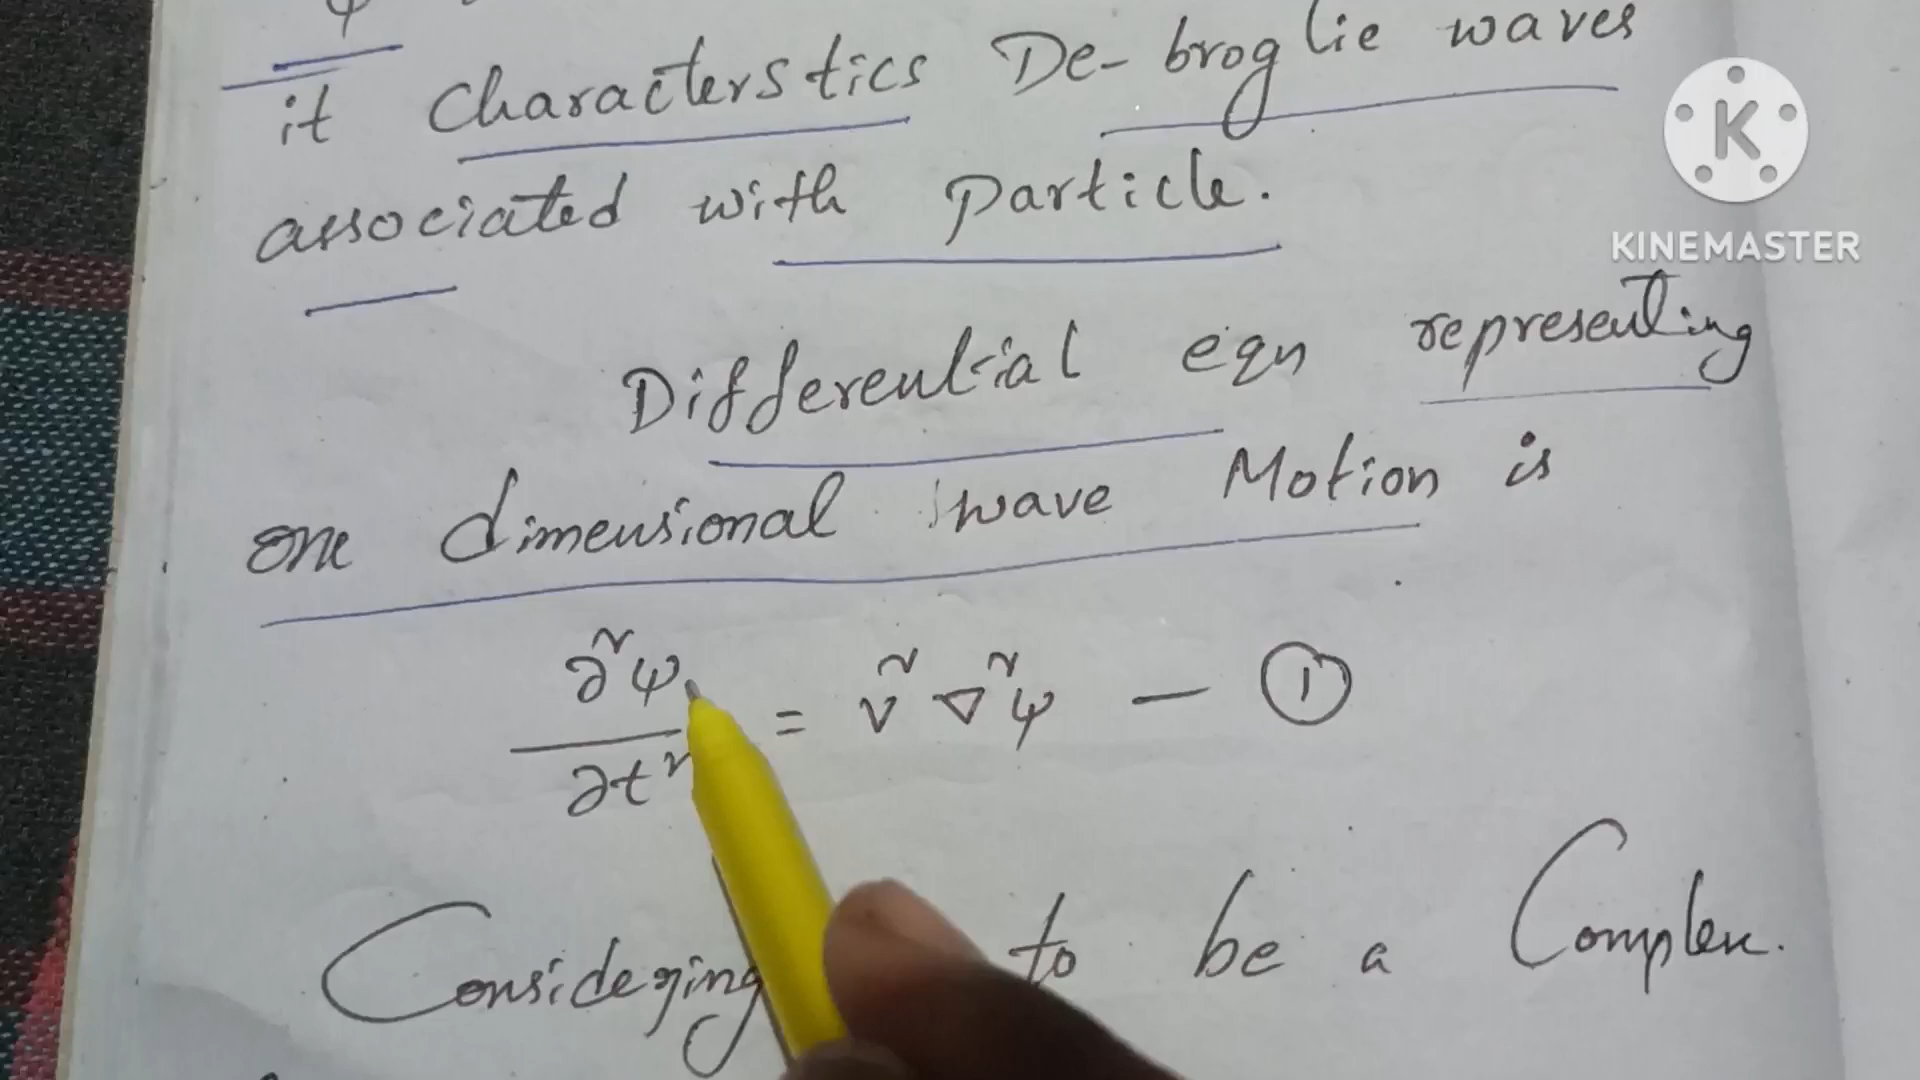 ψ
it Characterstics De-broglie waves
associated with particle.
K
KINEMASTER
Differential eqn representing
one dimensional wave Motion is
∂²ψ
= v² ∇²ψ — ①
∂t²
Considering to be a Complex